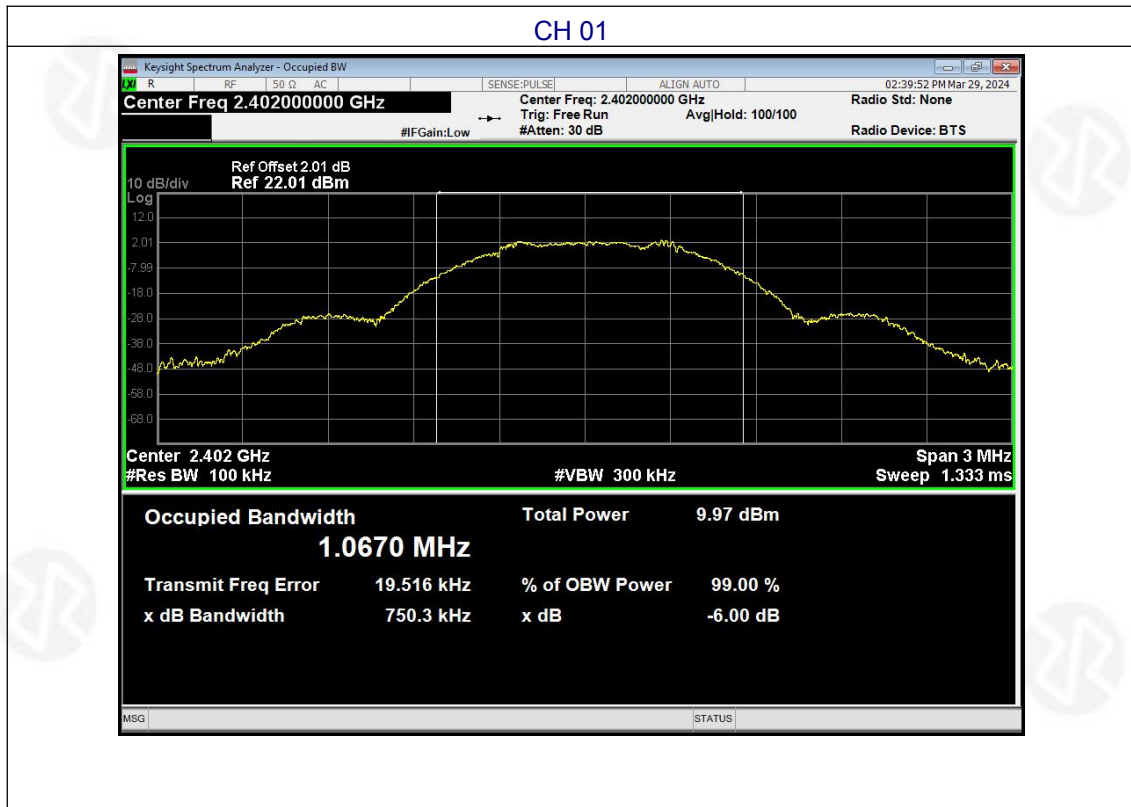 CH 01
Keysight Spectrum Analyzer - Occupied BW
LXI R RF 50 Ω AC SENSE:PULSE ALIGN AUTO 02:39:52 PM Mar 29, 2024
Center Freq 2.402000000 GHz Center Freq: 2.402000000 GHz Radio Std: None
Trig: Free Run Avg|Hold: 100/100
#IFGain:Low #Atten: 30 dB Radio Device: BTS
Ref Offset 2.01 dB
10 dB/div Ref 22.01 dBm
Log
12.0
2.01
-7.99
-18.0
-28.0
-38.0
-48.0
-58.0
-68.0
Center 2.402 GHz Span 3 MHz
#Res BW 100 kHz #VBW 300 kHz Sweep 1.333 ms
Occupied Bandwidth Total Power 9.97 dBm
1.0670 MHz
Transmit Freq Error 19.516 kHz % of OBW Power 99.00 %
x dB Bandwidth 750.3 kHz x dB -6.00 dB
MSG STATUS